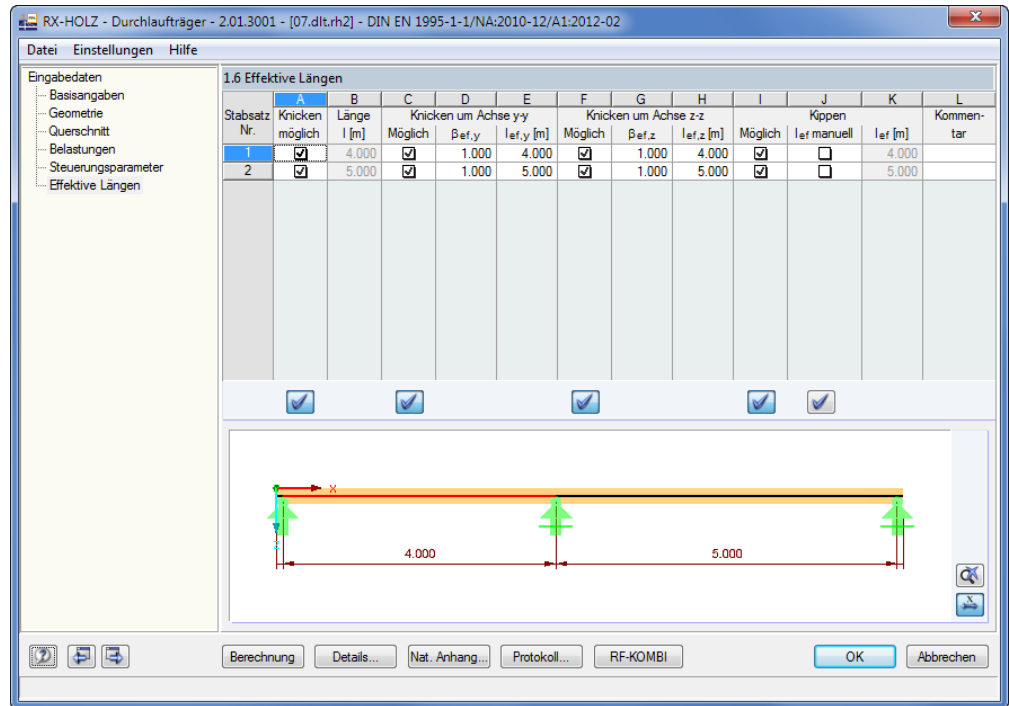 RX-HOLZ - Durchlaufträger - 2.01.3001 - [07.dlt.rh2] - DIN EN 1995-1-1/NA:2010-12/A1:2012-02
Datei Einstellungen Hilfe
Eingabedaten
Basisangaben
Geometrie
Querschnitt
Belastungen
Steuerungsparameter
Effektive Längen
1.6 Effektive Längen
A B C D E F G H I J K L
Stabsatz Knicken Länge Knicken um Achse y-y Knicken um Achse z-z Kippen Kommen-
Nr. möglich l [m] Möglich βef,y lef,y [m] Möglich βef,z lef,z [m] Möglich lef manuell lef [m] tar
1 4.000 1.000 4.000 1.000 4.000 4.000
2 5.000 1.000 5.000 1.000 5.000 5.000
X
Z
4.000 5.000
x
Berechnung Details... Nat. Anhang... Protokoll... RF-KOMBI OK Abbrechen